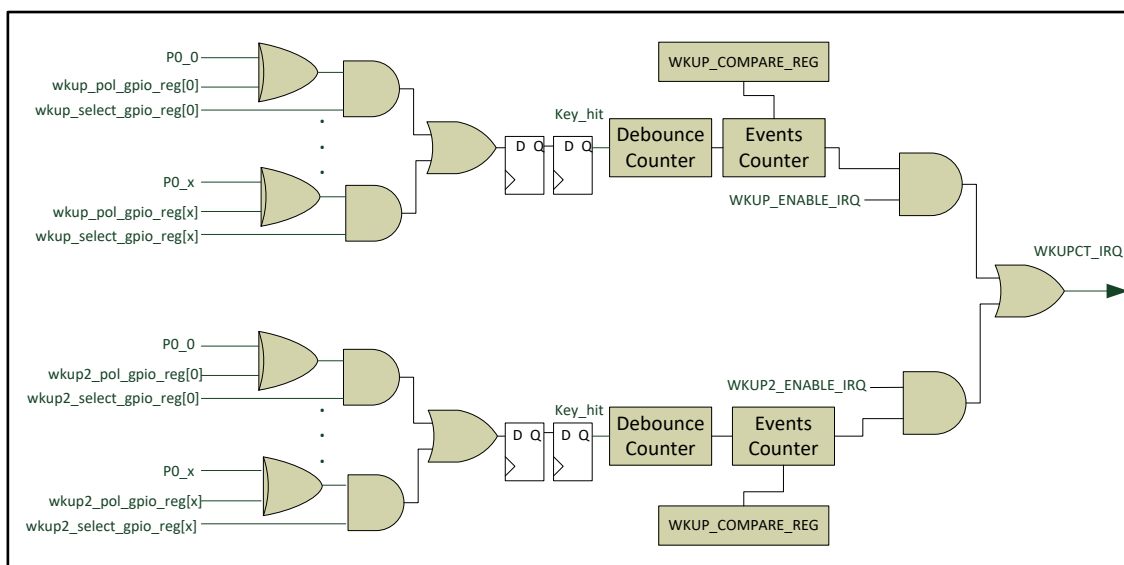 P0_0
wkup_pol_gpio_reg[0]
wkup_select_gpio_reg[0]
P0_x
wkup_pol_gpio_reg[x]
wkup_select_gpio_reg[x]
D Q
D Q
Key_hit
Debounce
Counter
WKUP_COMPARE_REG
Events
Counter
WKUP_ENABLE_IRQ
WKUPCT_IRQ
P0_0
wkup2_pol_gpio_reg[0]
wkup2_select_gpio_reg[0]
P0_x
wkup2_pol_gpio_reg[x]
wkup2_select_gpio_reg[x]
D Q
D Q
Key_hit
Debounce
Counter
Events
Counter
WKUP2_ENABLE_IRQ
WKUP_COMPARE_REG